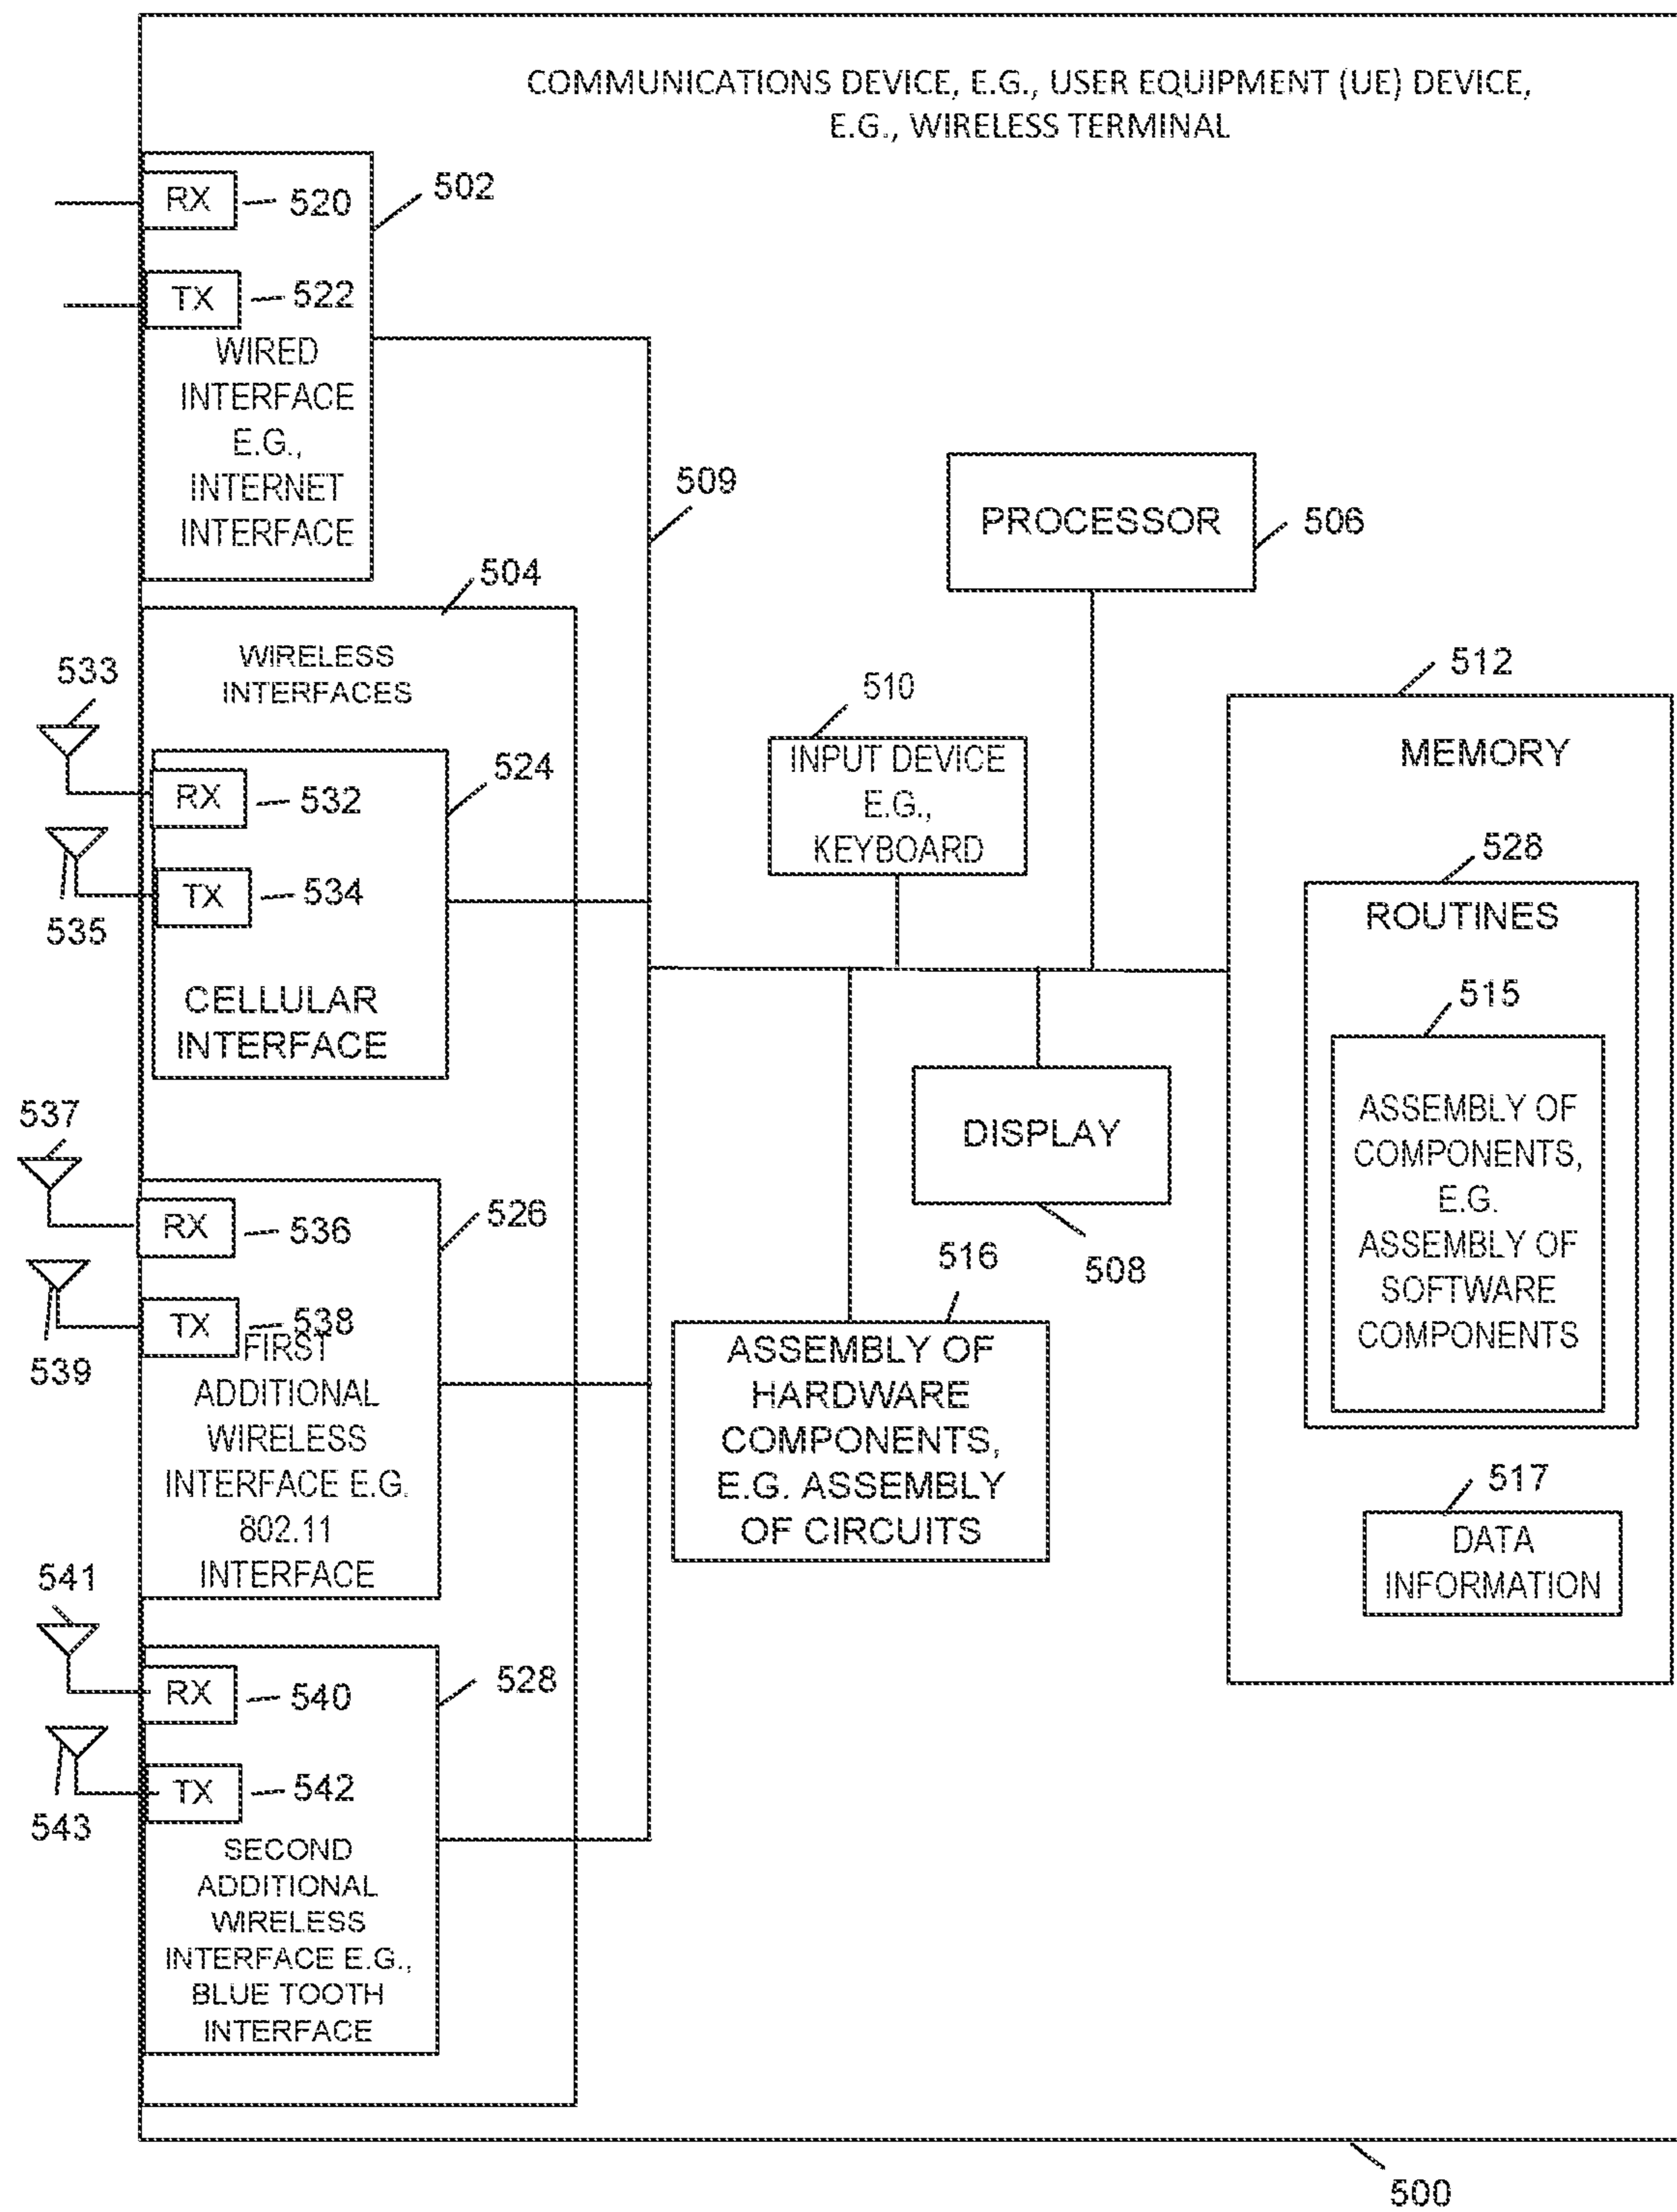 COMMUNICATIONS DEVICE, E.G., USER EQUIPMENT (UE) DEVICE,
E.G., WIRELESS TERMINAL
RX
520
502
TX
522
WIRED
INTERFACE
E.G.,
INTERNET
INTERFACE
509
PROCESSOR
506
504
WIRELESS
INTERFACES
533
RX
532
524
535
TX
534
CELLULAR
INTERFACE
510
INPUT DEVICE
E.G.,
KEYBOARD
512
MEMORY
528
ROUTINES
515
ASSEMBLY OF
COMPONENTS,
E.G.
ASSEMBLY OF
SOFTWARE
COMPONENTS
517
DATA
INFORMATION
DISPLAY
508
516
ASSEMBLY OF
HARDWARE
COMPONENTS,
E.G. ASSEMBLY
OF CIRCUITS
537
RX
536
526
539
TX
538
FIRST
ADDITIONAL
WIRELESS
INTERFACE E.G.
802.11
INTERFACE
541
RX
540
528
543
TX
542
SECOND
ADDITIONAL
WIRELESS
INTERFACE E.G.,
BLUE TOOTH
INTERFACE
500